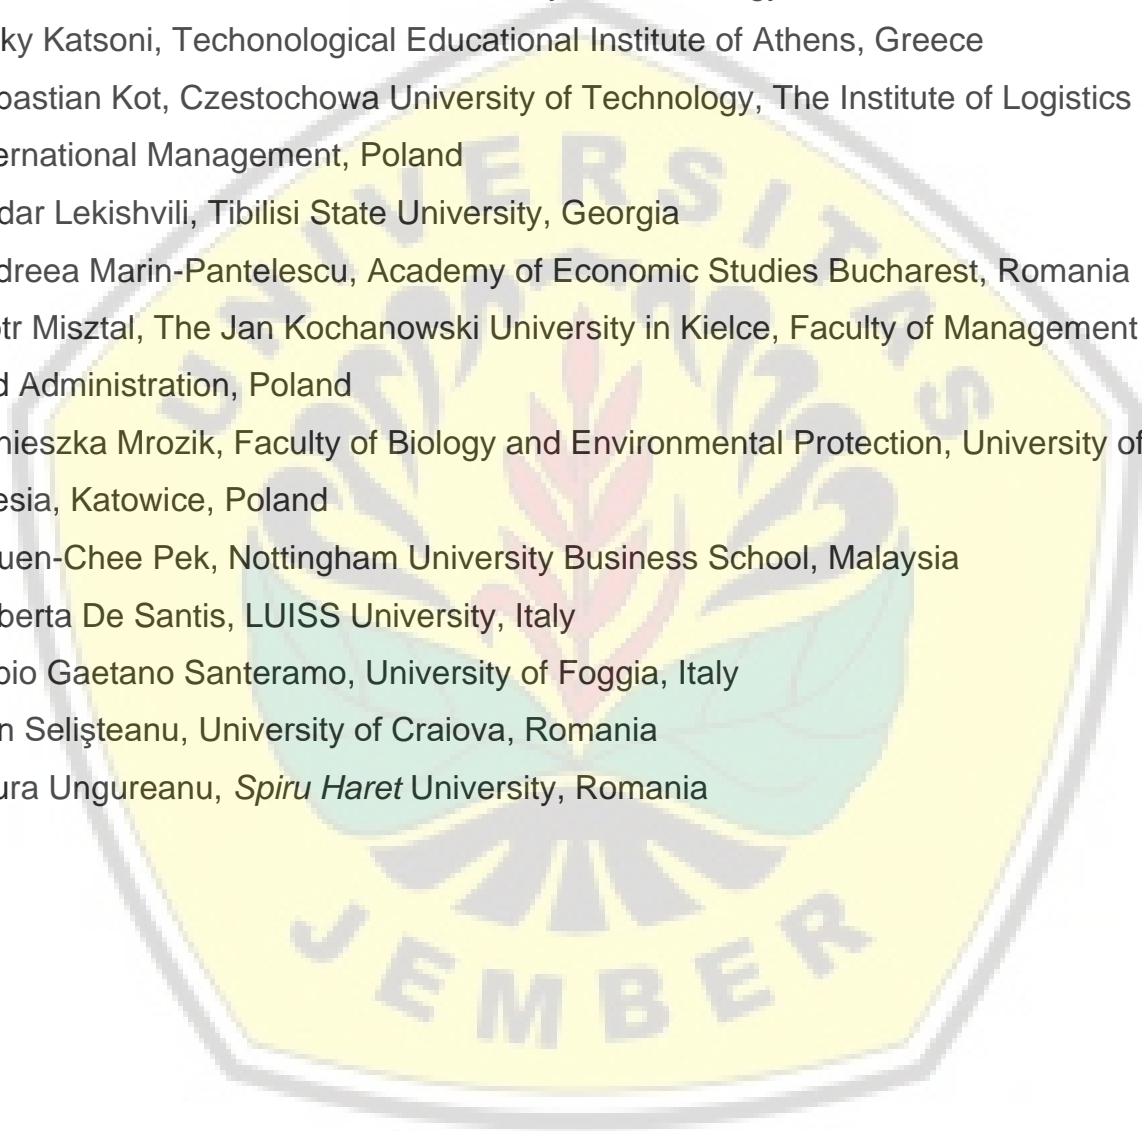 ky Katsoni, Techonological Educational Institute of Athens, Greece
bastian Kot, Czestochowa University of Technology, The Institute of Logistics
ernational Management, Poland
dar Lekishvili, Tibilisi State University, Georgia
dreea Marin-Pantelescu, Academy of Economic Studies Bucharest, Romania
otr Misztal, The Jan Kochanowski University in Kielce, Faculty of Management
d Administration, Poland
nieszka Mrozik, Faculty of Biology and Environmental Protection, University of
esia, Katowice, Poland
uen-Chee Pek, Nottingham University Business School, Malaysia
berta De Santis, LUISS University, Italy
bio Gaetano Santeramo, University of Foggia, Italy
n Selişteanu, University of Craiova, Romania
ura Ungureanu, Spiru Haret University, Romania
UNIVERSITAS
JEMBER